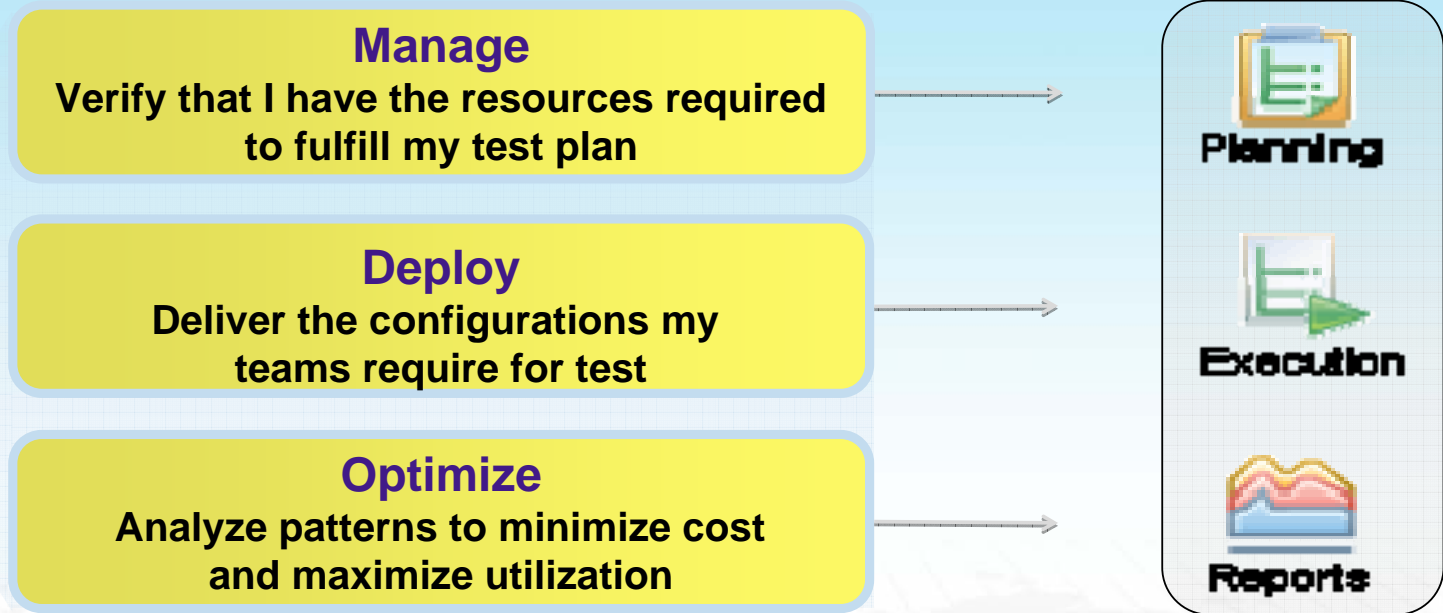 Manage
Verify that I have the resources required
to fulfill my test plan
Planning
Deploy
Deliver the configurations my
teams require for test
Execution
Optimize
Analyze patterns to minimize cost
and maximize utilization
Reports